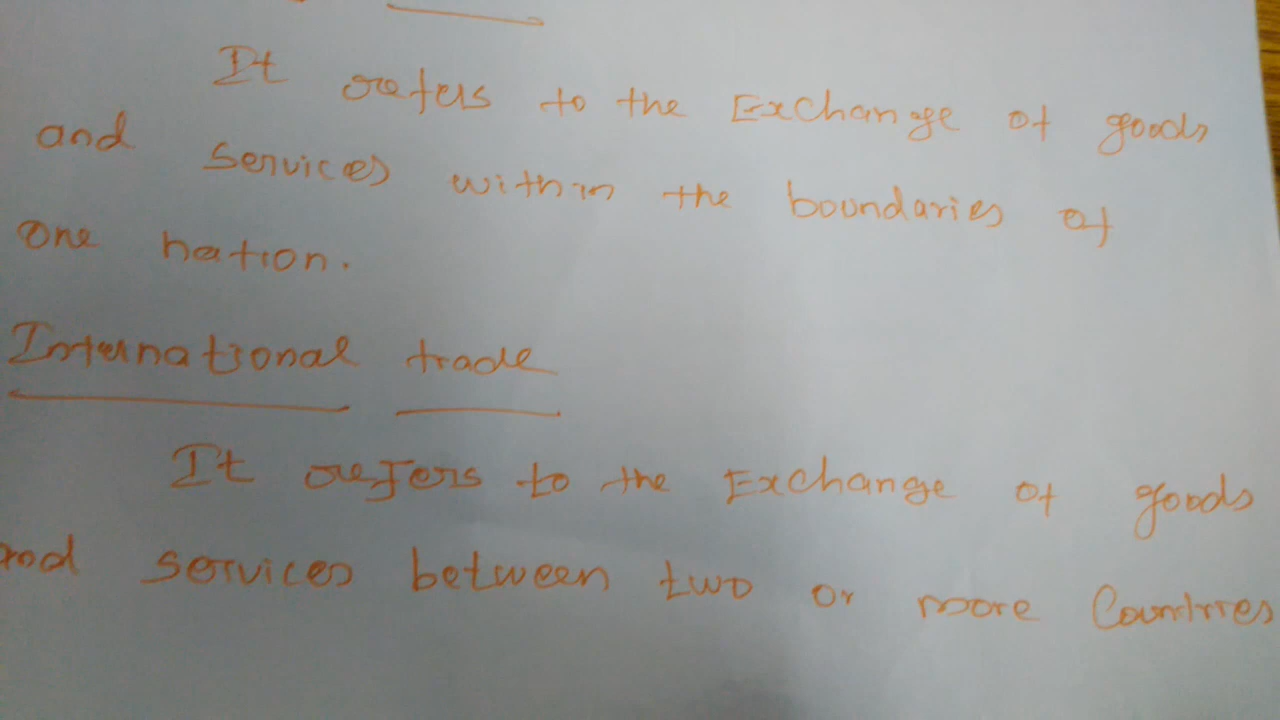 It refers to the Exchange of goods
and services within the boundaries of
one nation.
International trade
It refers to the Exchange of goods
and services between two or more Countries